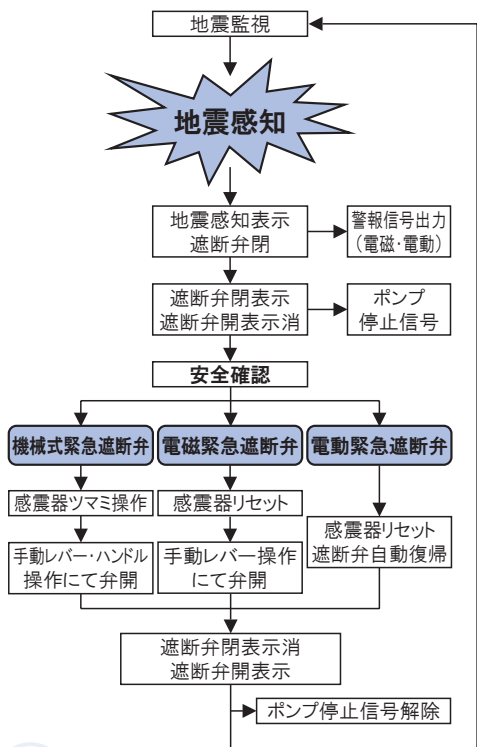 地震監視
地震感知
地震感知表示
遮断弁閉
警報信号出力
(電磁・電動)
遮断弁閉表示
遮断弁開表示消
ポンプ
停止信号
安全確認
機械式緊急遮断弁
電磁緊急遮断弁
電動緊急遮断弁
感震器ツマミ操作
感震器リセット
感震器リセット
遮断弁自動復帰
手動レバー・ハンドル
操作にて弁開
手動レバー操作
にて弁開
遮断弁閉表示消
遮断弁開表示
ポンプ停止信号解除